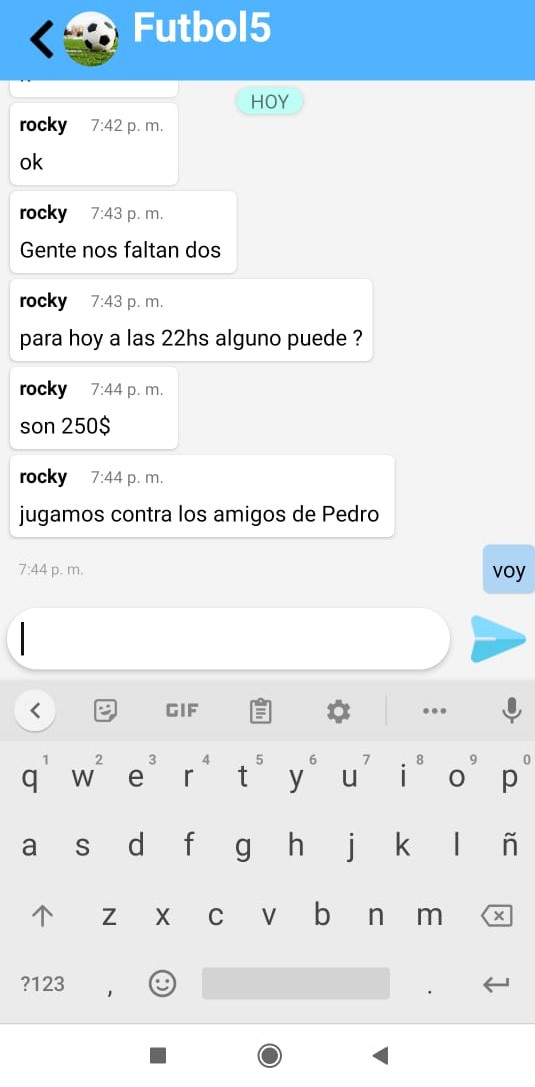 Futbol5
HOY
rocky 7:42 p. m.
ok
rocky 7:43 p. m.
Gente nos faltan dos
rocky 7:43 p. m.
para hoy a las 22hs alguno puede ?
rocky 7:44 p. m.
son 250$
rocky 7:44 p. m.
jugamos contra los amigos de Pedro
7:44 p. m. voy
GIF
1 2 3 4 5 6 7 8 9 0
q w e r t y u i o p
a s d f g h j k l ñ
z x c v b n m
?123 , .